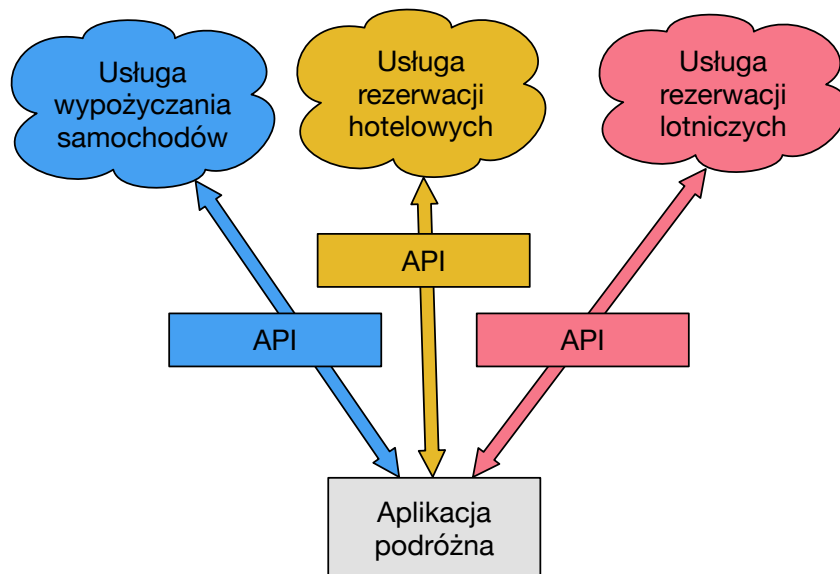 Usługa
wypożyczania
samochodów
Usługa
rezerwacji
hotelowych
Usługa
rezerwacji
lotniczych
API
API
API
Aplikacja
podróżna